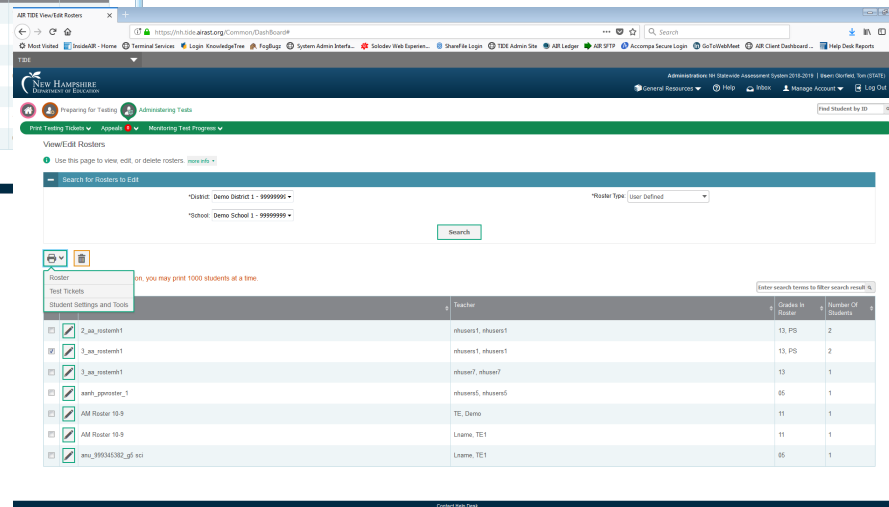 AIR TIDE View/Edit Rosters
https://nh.tide.airast.org/Common/DashBoard#
Search
Most Visited InsideAIR - Home Terminal Services Login KnowledgeTree FogBugz System Admin Interfa... Solodev Web Experien... ShareFile Login TIDE Admin Site AIR Ledger AIR SFTP Accompa Secure Login GoToWebMeet AIR Client Dashboard ... Help Desk Reports
TIDE
NEW HAMPSHIRE
DEPARTMENT OF EDUCATION
Administration: NH Statewide Assessment System 2018-2019 | User: Glorfield, Tom (STATE)
General Resources Help Inbox Manage Account Log Out
Preparing for Testing Administering Tests
Find Student by ID
Print Testing Tickets Appeals Monitoring Test Progress
View/Edit Rosters
Use this page to view, edit, or delete rosters. more info
Search for Rosters to Edit
*District: Demo District 1 - 99999999 *Roster Type: User Defined
*School: Demo School 1 - 99999999
Search
Roster
on, you may print 1000 students at a time.
Test Tickets
Enter search terms to filter search result
Student Settings and Tools
Teacher Grades In Roster Number Of Students
2_aa_rosternh1 nhusers1, nhusers1 13, PS 2
3_aa_rosternh1 nhusers1, nhusers1 13, PS 2
3_aa_rosternh1 nhuser7, nhuser7 13 1
aanh_ppvroster_1 nhusers5, nhusers5 05 1
AM Roster 10-9 TE, Demo 11 1
AM Roster 10-9 Lname, TE1 11 1
anu_999345382_g5 sci Lname, TE1 05 1
Contact Help Desk